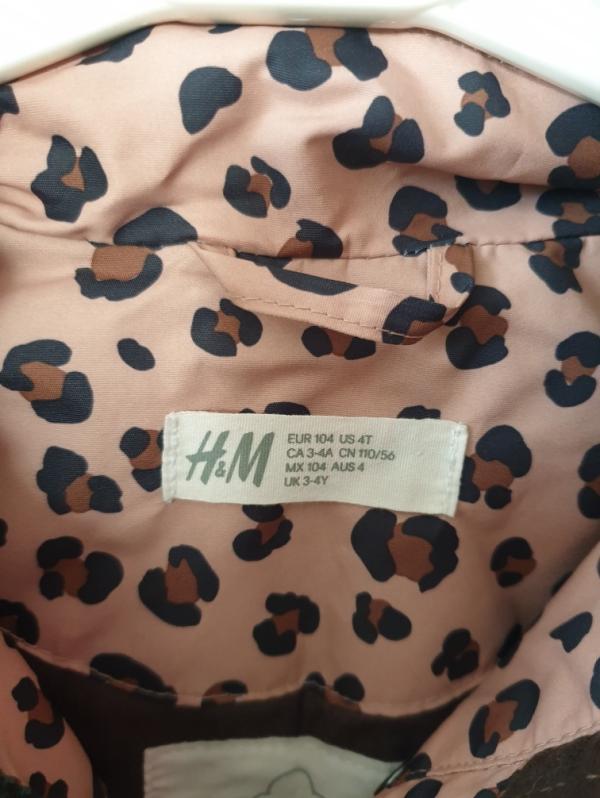 H&M
EUR 104 US 4T
CA 3-4A CN 110/56
MX 104 AUS 4
UK 3-4Y